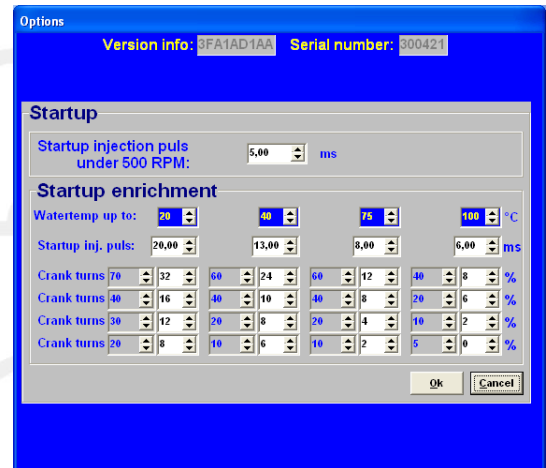 Options
Version info: 3FA1AD1AA Serial number: 300421
Startup
Startup injection puls
under 500 RPM: 5,00 ms
Startup enrichment
Watertemp up to: 20 40 75 100 °C
Startup inj. puls: 20,00 13,00 8,00 6,00 ms
Crank turns 70 32 60 24 60 12 40 8 %
Crank turns 40 16 40 10 40 8 20 6 %
Crank turns 30 12 20 8 20 4 10 2 %
Crank turns 20 8 10 6 10 2 5 0 %
Ok Cancel